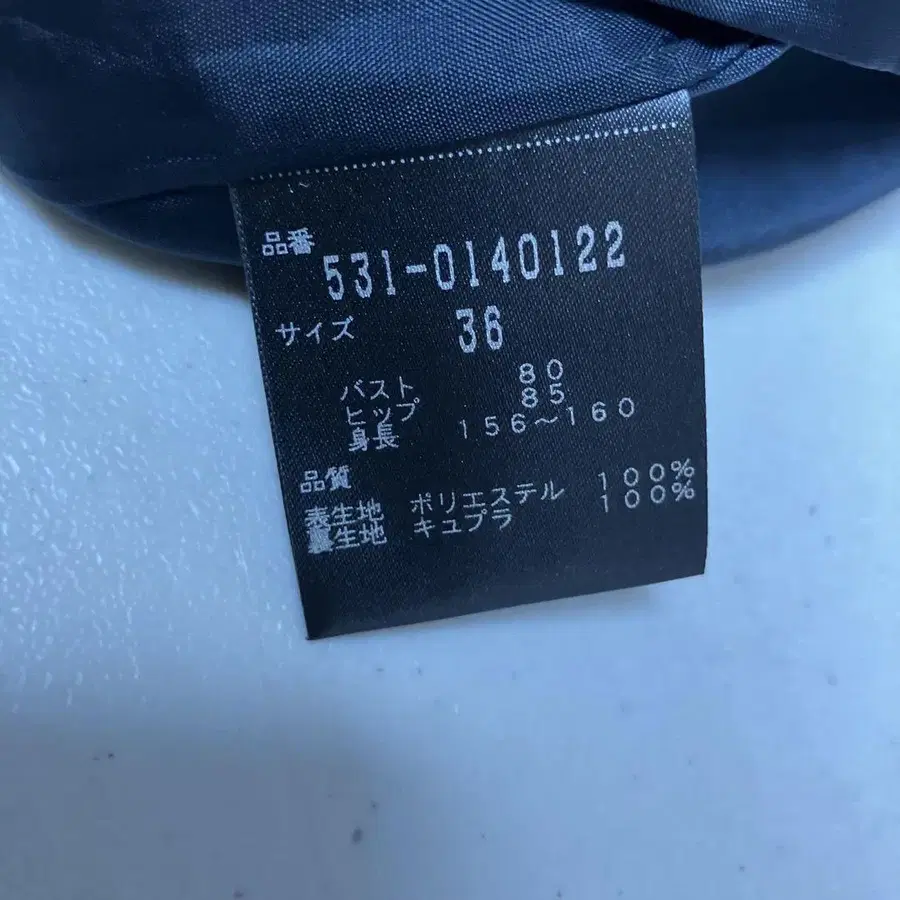 品番
531-0140122
サイズ 36
バスト 80
ヒップ 85
身長 156〜160
品質
表生地 ポリエステル 100%
裏生地 キュプラ 100%